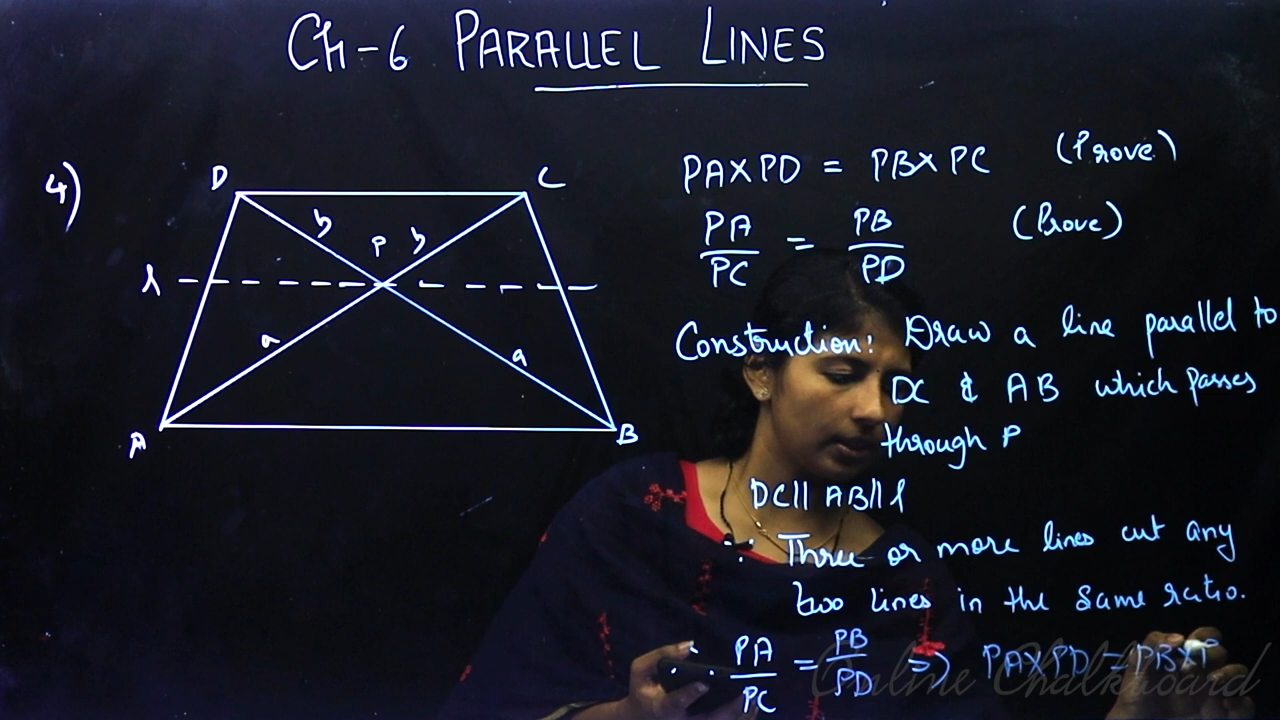 Ch-6 PARALLEL LINES
4)
D
C
b
P
b
l
a
a
A
B
PA×PD = PB×PC (Prove)
PA/PC = PB/PD (Prove)
Construction: Draw a line parallel to
DC & AB which passes
through P
DC || AB || l
∵ Three or more lines cut any
two lines in the same ratio.
∴ PA/PC = PB/PD => PA×PD = PB×P
Online Chalkboard